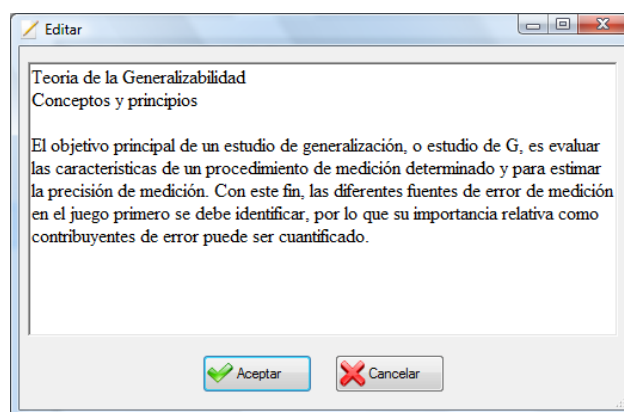 Editar
Teoria de la Generalizabilidad
Conceptos y principios
El objetivo principal de un estudio de generalización, o estudio de G, es evaluar
las características de un procedimiento de medición determinado y para estimar
la precisión de medición. Con este fin, las diferentes fuentes de error de medición
en el juego primero se debe identificar, por lo que su importancia relativa como
contribuyentes de error puede ser cuantificado.
Aceptar
Cancelar